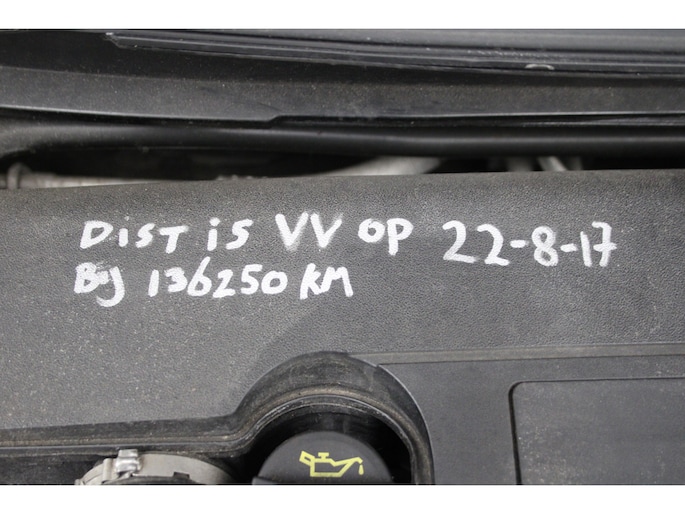 DIST IS VV OP 22-8-17
Bij 136250 KM